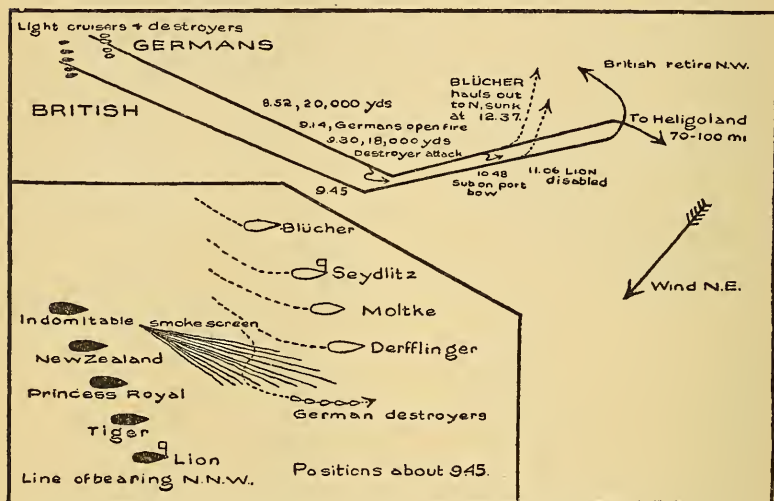 Light cruisers + destroyers
GERMANS
BRITISH
8.52, 20,000 yds
9.14, Germans open fire
9.30, 18,000 yds
Destroyer attack
9.45
BLÜCHER
hauls out
to N, sunk
at 12.37.
British retire N.W.
To Heligoland
70-100 mi
10 48
Sub on port
bow
11.06 LION
disabled
Wind N.E.
Blücher
Seydlitz
Moltke
Derfflinger
German destroyers
smoke screen
Indomitable
New Zealand
Princess Royal
Tiger
Lion
Line of bearing N.N.W.,
Positions about 945.